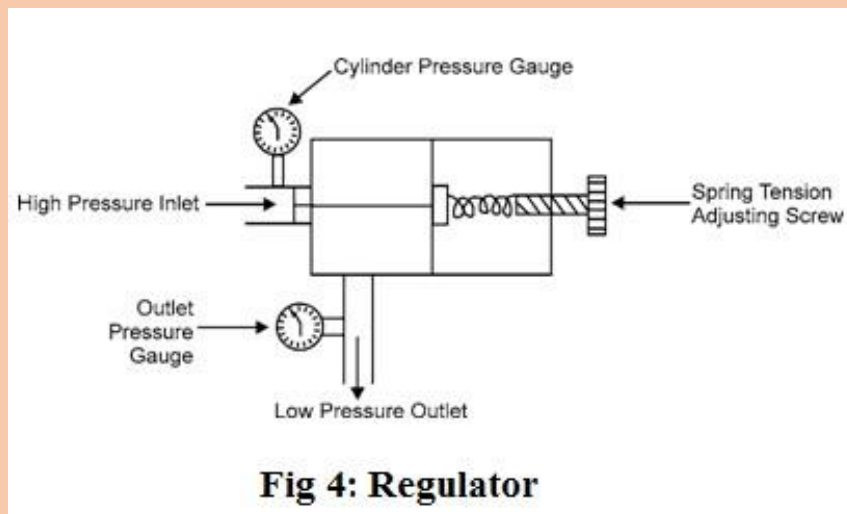 Cylinder Pressure Gauge
High Pressure Inlet
Spring Tension
Adjusting Screw
Outlet
Pressure
Gauge
Low Pressure Outlet
Fig 4: Regulator